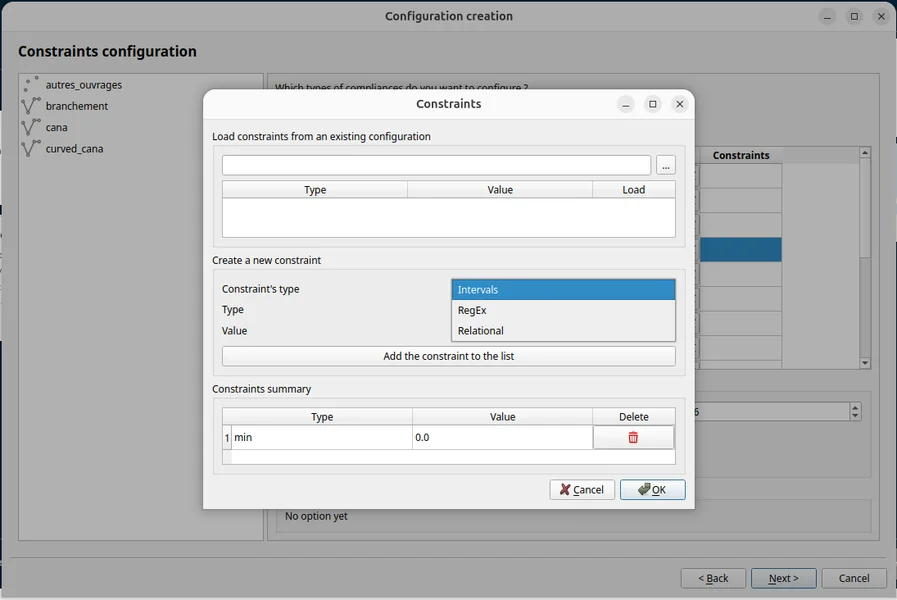 Configuration creation
Constraints configuration
autres_ouvrages
branchement
cana
curved_cana
Which types of compliances do you want to configure ?
Constraints
Constraints
Load constraints from an existing configuration
...
Type Value Load
Create a new constraint
Constraint's type
Intervals
Type
RegEx
Value
Relational
Add the constraint to the list
Constraints summary
Type Value Delete
1 min 0.0
6
Cancel OK
No option yet
< Back Next > Cancel